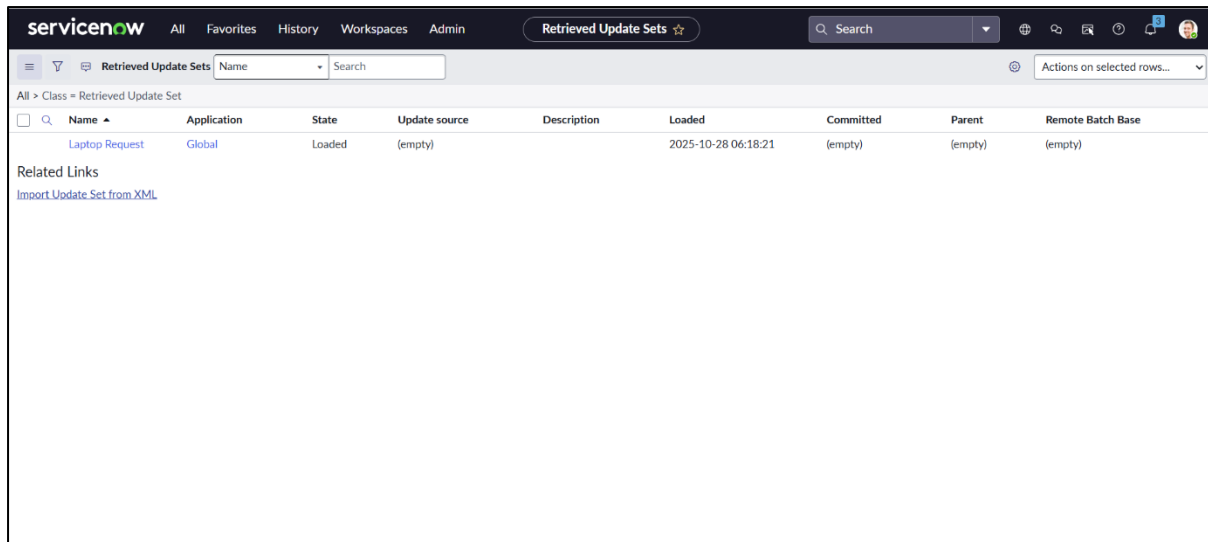 servicenow All Favorites History Workspaces Admin Retrieved Update Sets Search 3
Retrieved Update Sets Name Search Actions on selected rows...
All > Class = Retrieved Update Set
Name Application State Update source Description Loaded Committed Parent Remote Batch Base
Laptop Request Global Loaded (empty) 2025-10-28 06:18:21 (empty) (empty) (empty)
Related Links
Import Update Set from XML